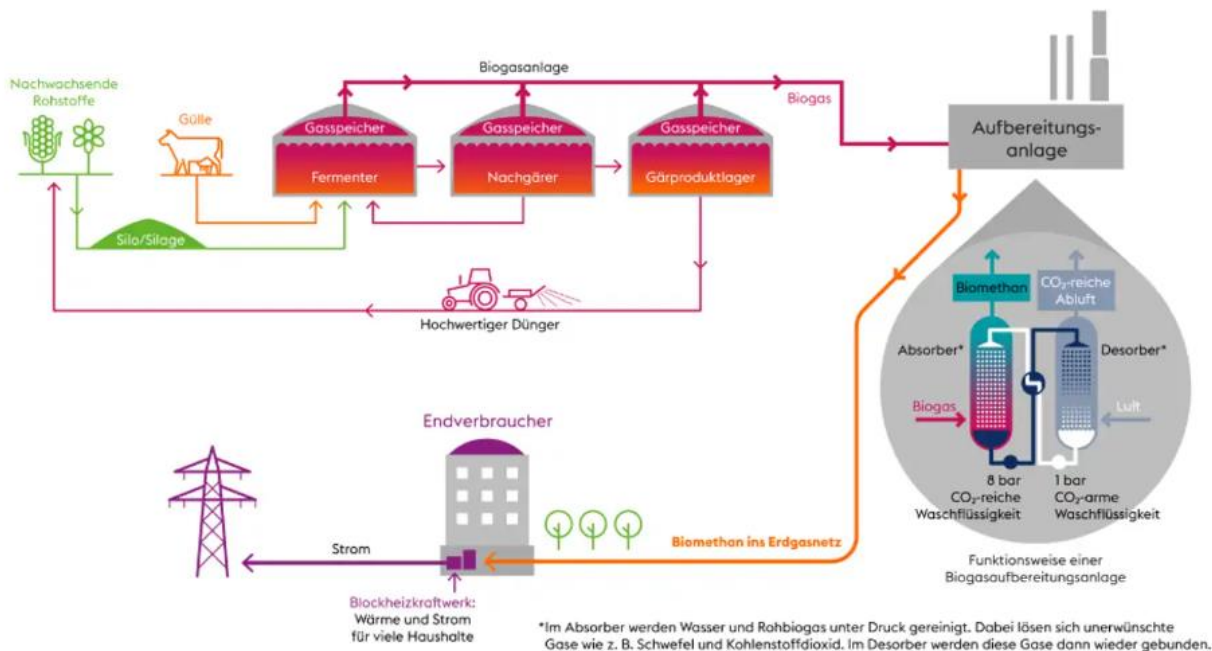 Biogasanlage
Nachwachsende
Rohstoffe
Gülle
Biogas
Gasspeicher
Gasspeicher
Gasspeicher
Fermenter
Nachgärer
Gärproduktlager
Aufbereitungs-
anlage
Silo/Silage
Hochwertiger Dünger
Biomethan
CO₂-reiche
Abluft
Absorber*
Desorber*
Biogas
Luft
8 bar
CO₂-reiche
Waschflüssigkeit
1 bar
CO₂-arme
Waschflüssigkeit
Funktionsweise einer
Biogasaufbereitungsanlage
Endverbraucher
Strom
Biomethan ins Erdgasnetz
Blockheizkraftwerk:
Wärme und Strom
für viele Haushalte
*Im Absorber werden Wasser und Rohbiogas unter Druck gereinigt. Dabei lösen sich unerwünschte
Gase wie z. B. Schwefel und Kohlenstoffdioxid. Im Desorber werden diese Gase dann wieder gebunden.